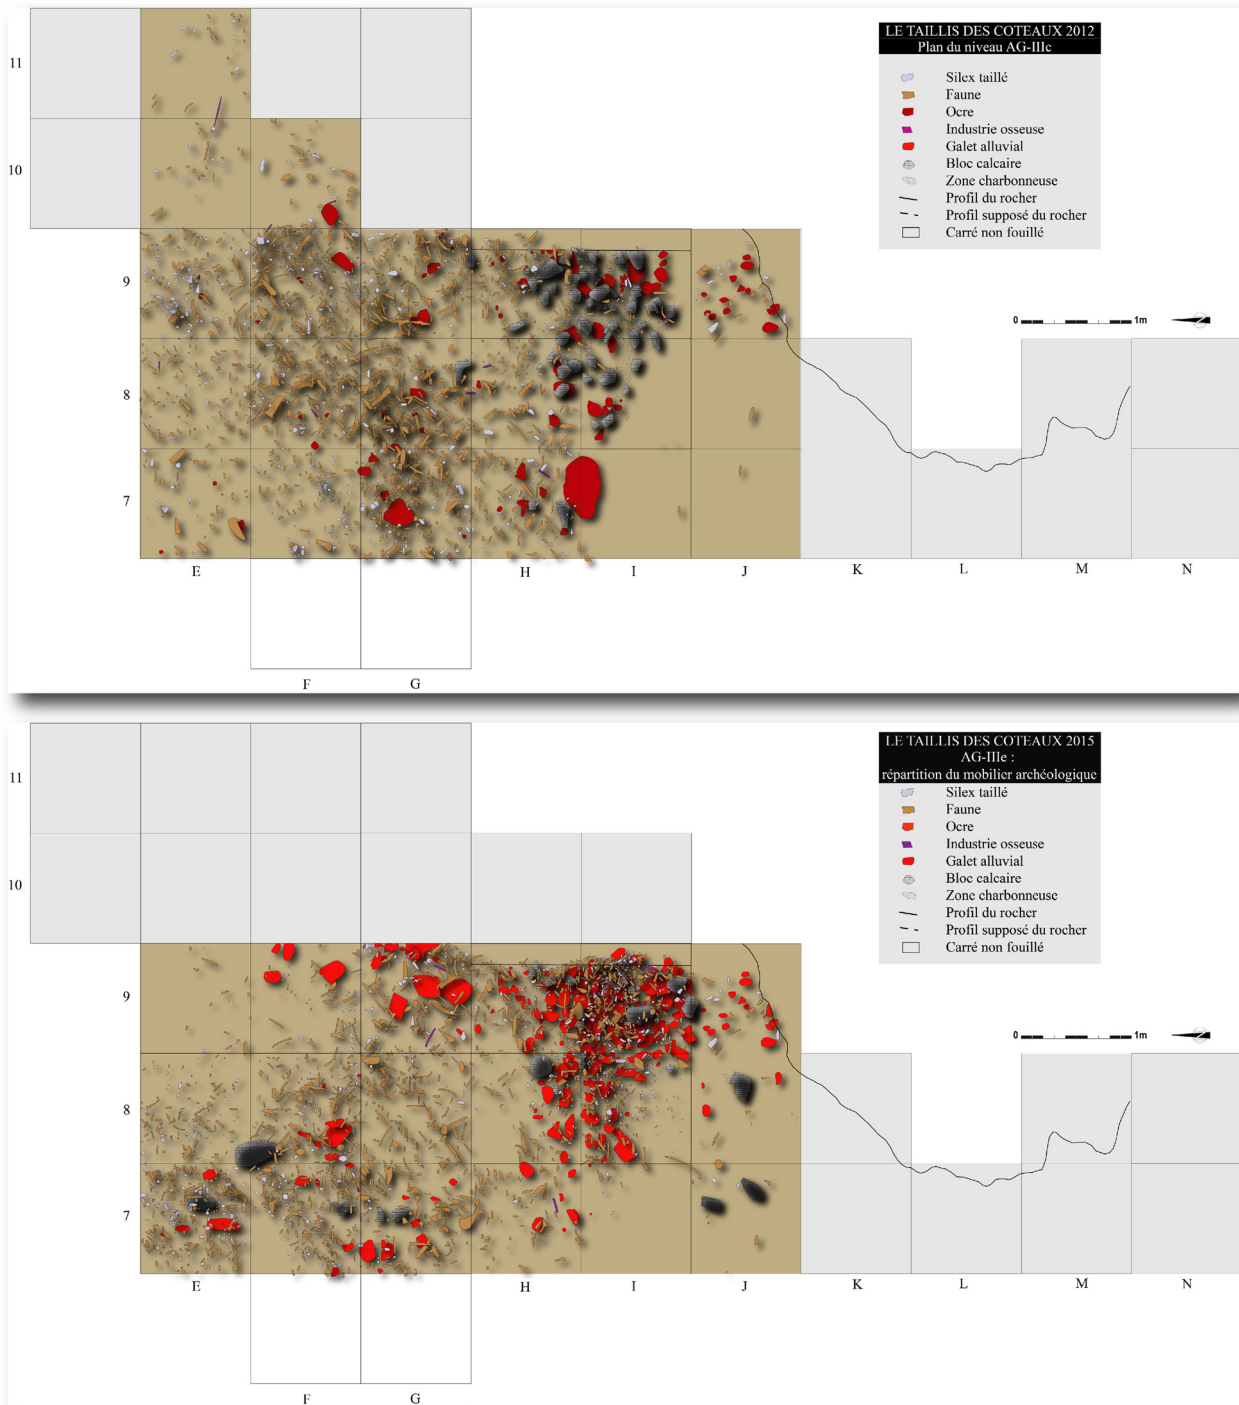 LE TAILLIS DES COTEAUX 2012
Plan du niveau AG-IIIc
Silex taillé
Faune
Ocre
Industrie osseuse
Galet alluvial
Bloc calcaire
Zone charbonneuse
Profil du rocher
Profil supposé du rocher
Carré non fouillé
11
10
9
8
7
0 1m
E H I J K L M N
F G
LE TAILLIS DES COTEAUX 2015
AG-IIIe :
répartition du mobilier archéologique
Silex taillé
Faune
Ocre
Industrie osseuse
Galet alluvial
Bloc calcaire
Zone charbonneuse
Profil du rocher
Profil supposé du rocher
Carré non fouillé
11
10
9
8
7
0 1m
E H I J K L M N
F G